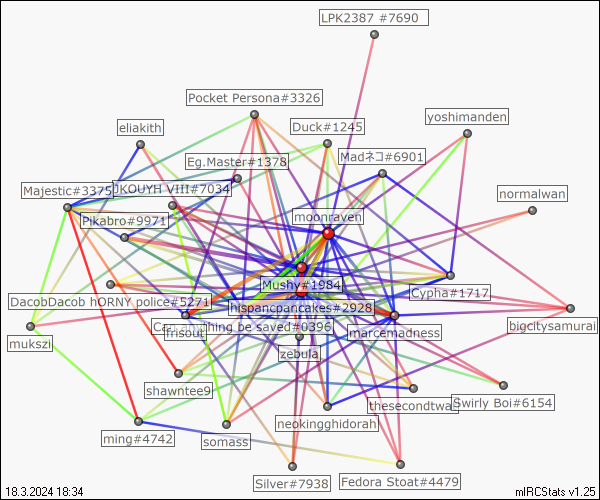 LPK2387 #7690
Pocket Persona#3326
yoshimanden
eliakith
Duck#1245
Madネコ#6901
Eg.Master#1378
Majestic#3375
JKOUYH VIII#7034
normalwan
moonraven
Pikabro#9971
Mushy#1984
Cypha#1717
DacobDacob hORNY police#5271
hispancpancakes#2928
bigcitysamurai
be saved#0396
frisout
marcemadness
mukszi
zebula
shawntee9
thesecondtwa
Swirly Boi#6154
neokingghidorah
ming#4742
somass
Silver#7938
Fedora Stoat#4479
18.3.2024 18:34
mIRCStats v1.25